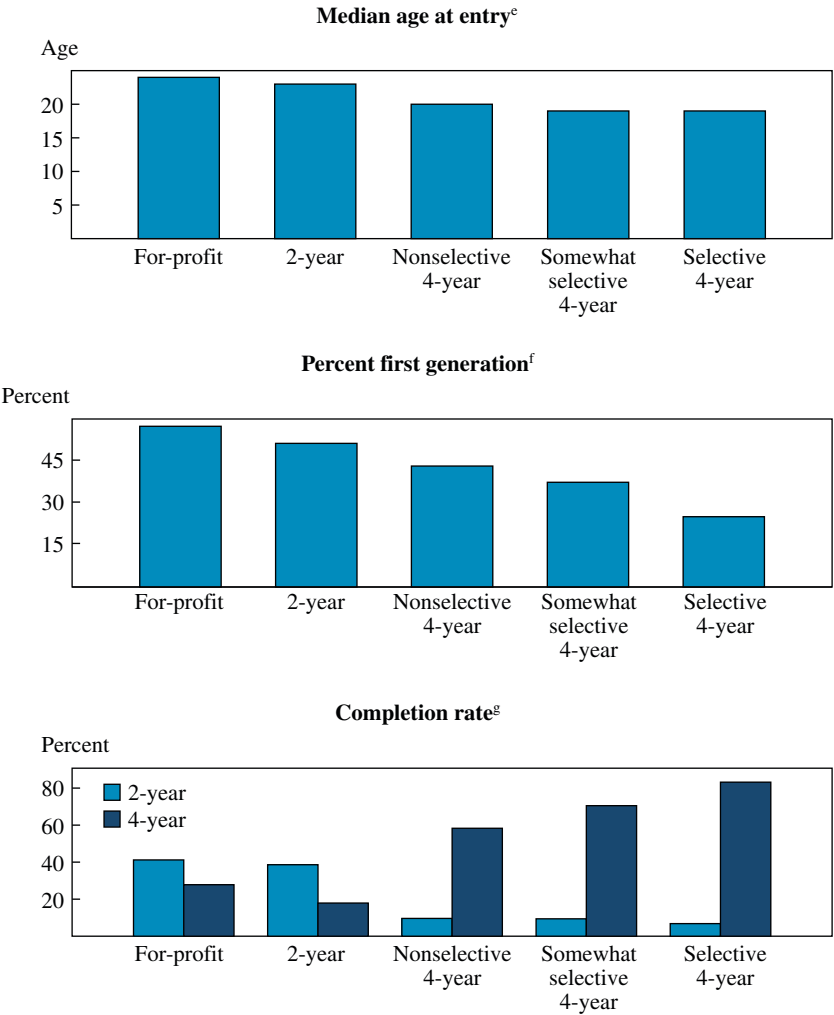 Median age at entryᵉ
Age
20
15
10
5
For-profit 2-year Nonselective Somewhat Selective
4-year selective 4-year
4-year
Percent first generationᶠ
Percent
45
30
15
For-profit 2-year Nonselective Somewhat Selective
4-year selective 4-year
4-year
Completion rateᵍ
Percent
80
2-year
60
4-year
40
20
For-profit 2-year Nonselective Somewhat Selective
4-year selective 4-year
4-year